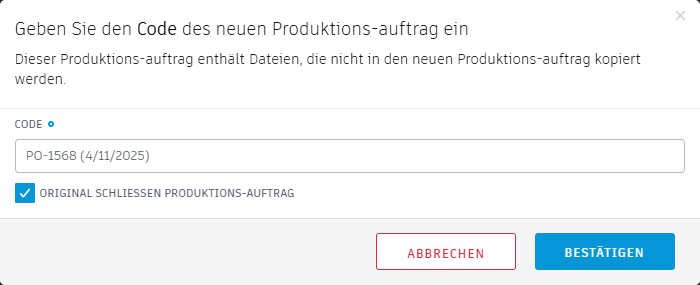 Geben Sie den Code des neuen Produktions-auftrag ein
Dieser Produktions-auftrag enthält Dateien, die nicht in den neuen Produktions-auftrag kopiert
werden.
CODE
PO-1568 (4/11/2025)
ORIGINAL SCHLIESSEN PRODUKTIONS-AUFTRAG
ABBRECHEN
BESTÄTIGEN